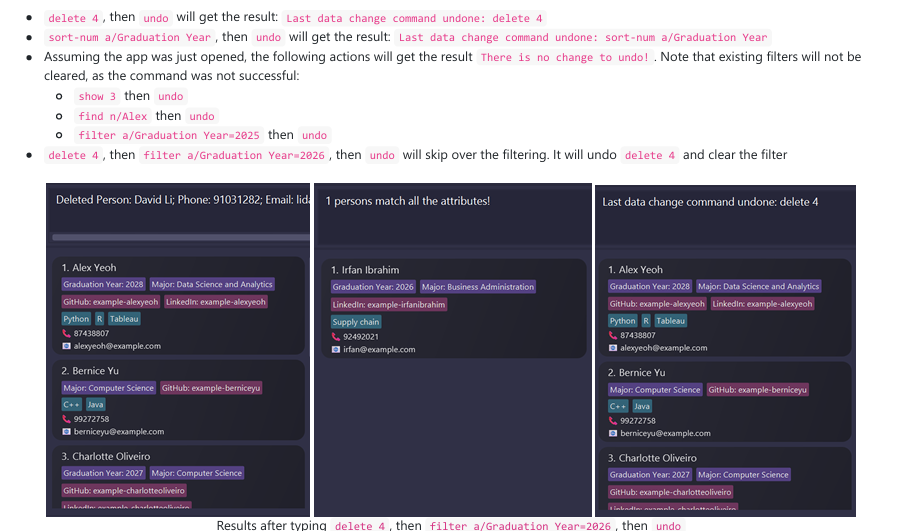 delete 4 , then undo will get the result: Last data change command undone: delete 4
sort-num a/Graduation Year , then undo will get the result: Last data change command undone: sort-num a/Graduation Year
Assuming the app was just opened, the following actions will get the result There is no change to undo! . Note that existing filters will not be
cleared, as the command was not successful:
show 3 then undo
find n/Alex then undo
filter a/Graduation Year=2025 then undo
delete 4 , then filter a/Graduation Year=2026 , then undo will skip over the filtering. It will undo delete 4 and clear the filter
Deleted Person: David Li; Phone: 91031282; Email: lida
1. Alex Yeoh
Graduation Year: 2028 Major: Data Science and Analytics
GitHub: example-alexyeoh LinkedIn: example-alexyeoh
Python R Tableau
87438807
alexyeoh@example.com
2. Bernice Yu
Major: Computer Science GitHub: example-berniceyu
C++ Java
99272758
berniceyu@example.com
3. Charlotte Oliveiro
Graduation Year: 2027 Major: Computer Science
GitHub: example-charlotteoliveiro
LinkedIn: example-charlotteoliveiro
1 persons match all the attributes!
1. Irfan Ibrahim
Graduation Year: 2026 Major: Business Administration
LinkedIn: example-irfanibrahim
Supply chain
92492021
irfan@example.com
Last data change command undone: delete 4
1. Alex Yeoh
Graduation Year: 2028 Major: Data Science and Analytics
GitHub: example-alexyeoh LinkedIn: example-alexyeoh
Python R Tableau
87438807
alexyeoh@example.com
2. Bernice Yu
Major: Computer Science GitHub: example-berniceyu
C++ Java
99272758
berniceyu@example.com
3. Charlotte Oliveiro
Graduation Year: 2027 Major: Computer Science
GitHub: example-charlotteoliveiro
LinkedIn: example-charlotteoliveiro
Results after typing delete 4 , then filter a/Graduation Year=2026 , then undo